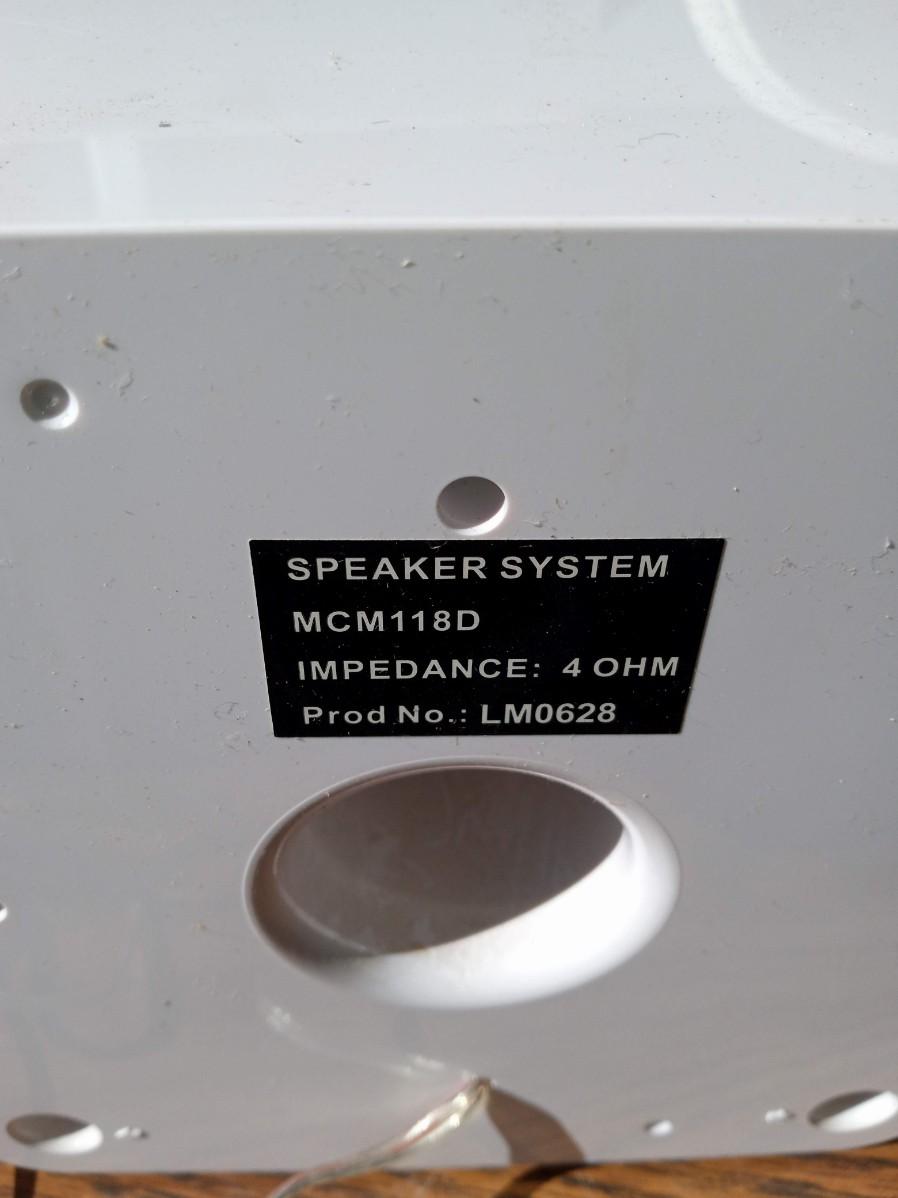 SPEAKER SYSTEM
MCM118D
IMPEDANCE: 4 OHM
Prod No.: LM0628